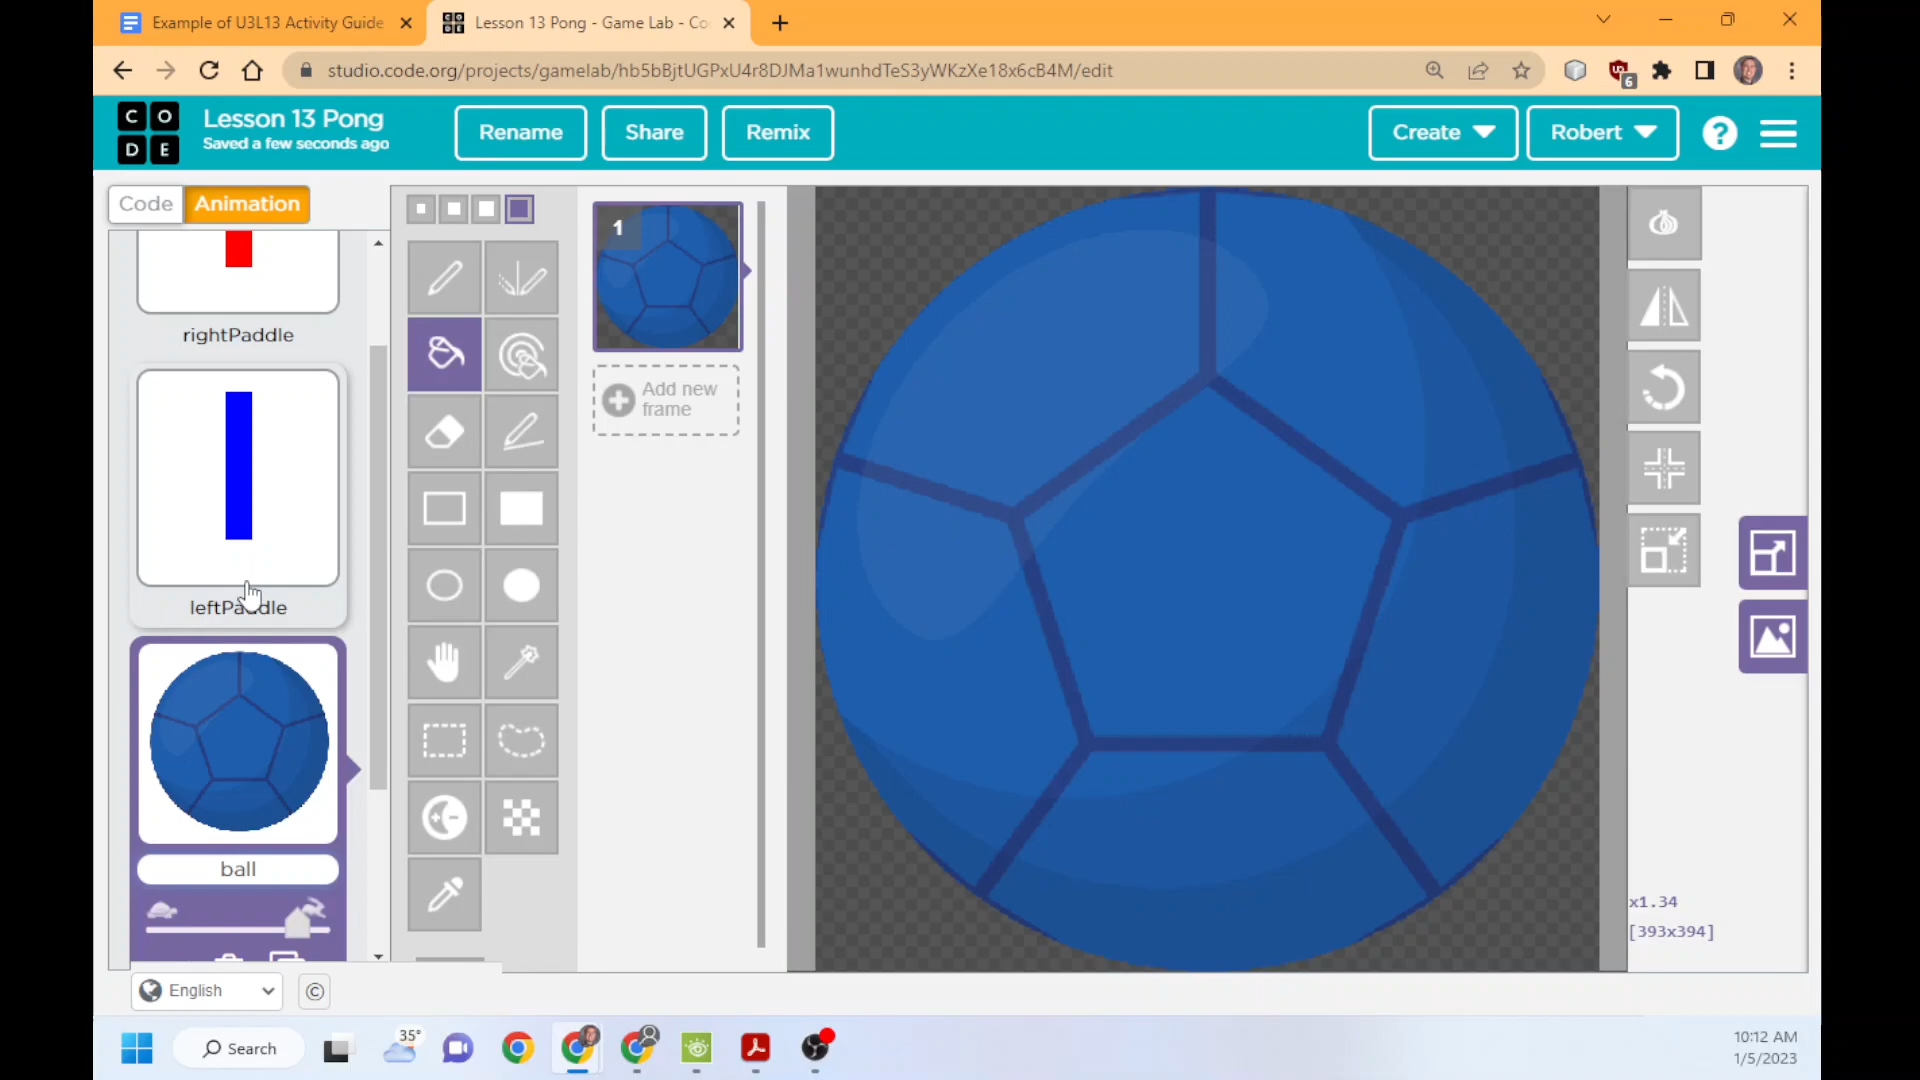 Example of U3L13 Activity Guide
Lesson 13 Pong - Game Lab - Co
studio.code.org/projects/gamelab/hb5bBjtUGPxU4r8DJMa1wunhdTeS3yWKzXe18x6cB4M/edit
6
C O
D E
Lesson 13 Pong
Saved a few seconds ago
Rename
Share
Remix
Create
Robert
?
Code
Animation
rightPaddle
leftPaddle
ball
1
Add new
frame
x1.34
[393x394]
English
©
35°
Search
10:12 AM
1/5/2023